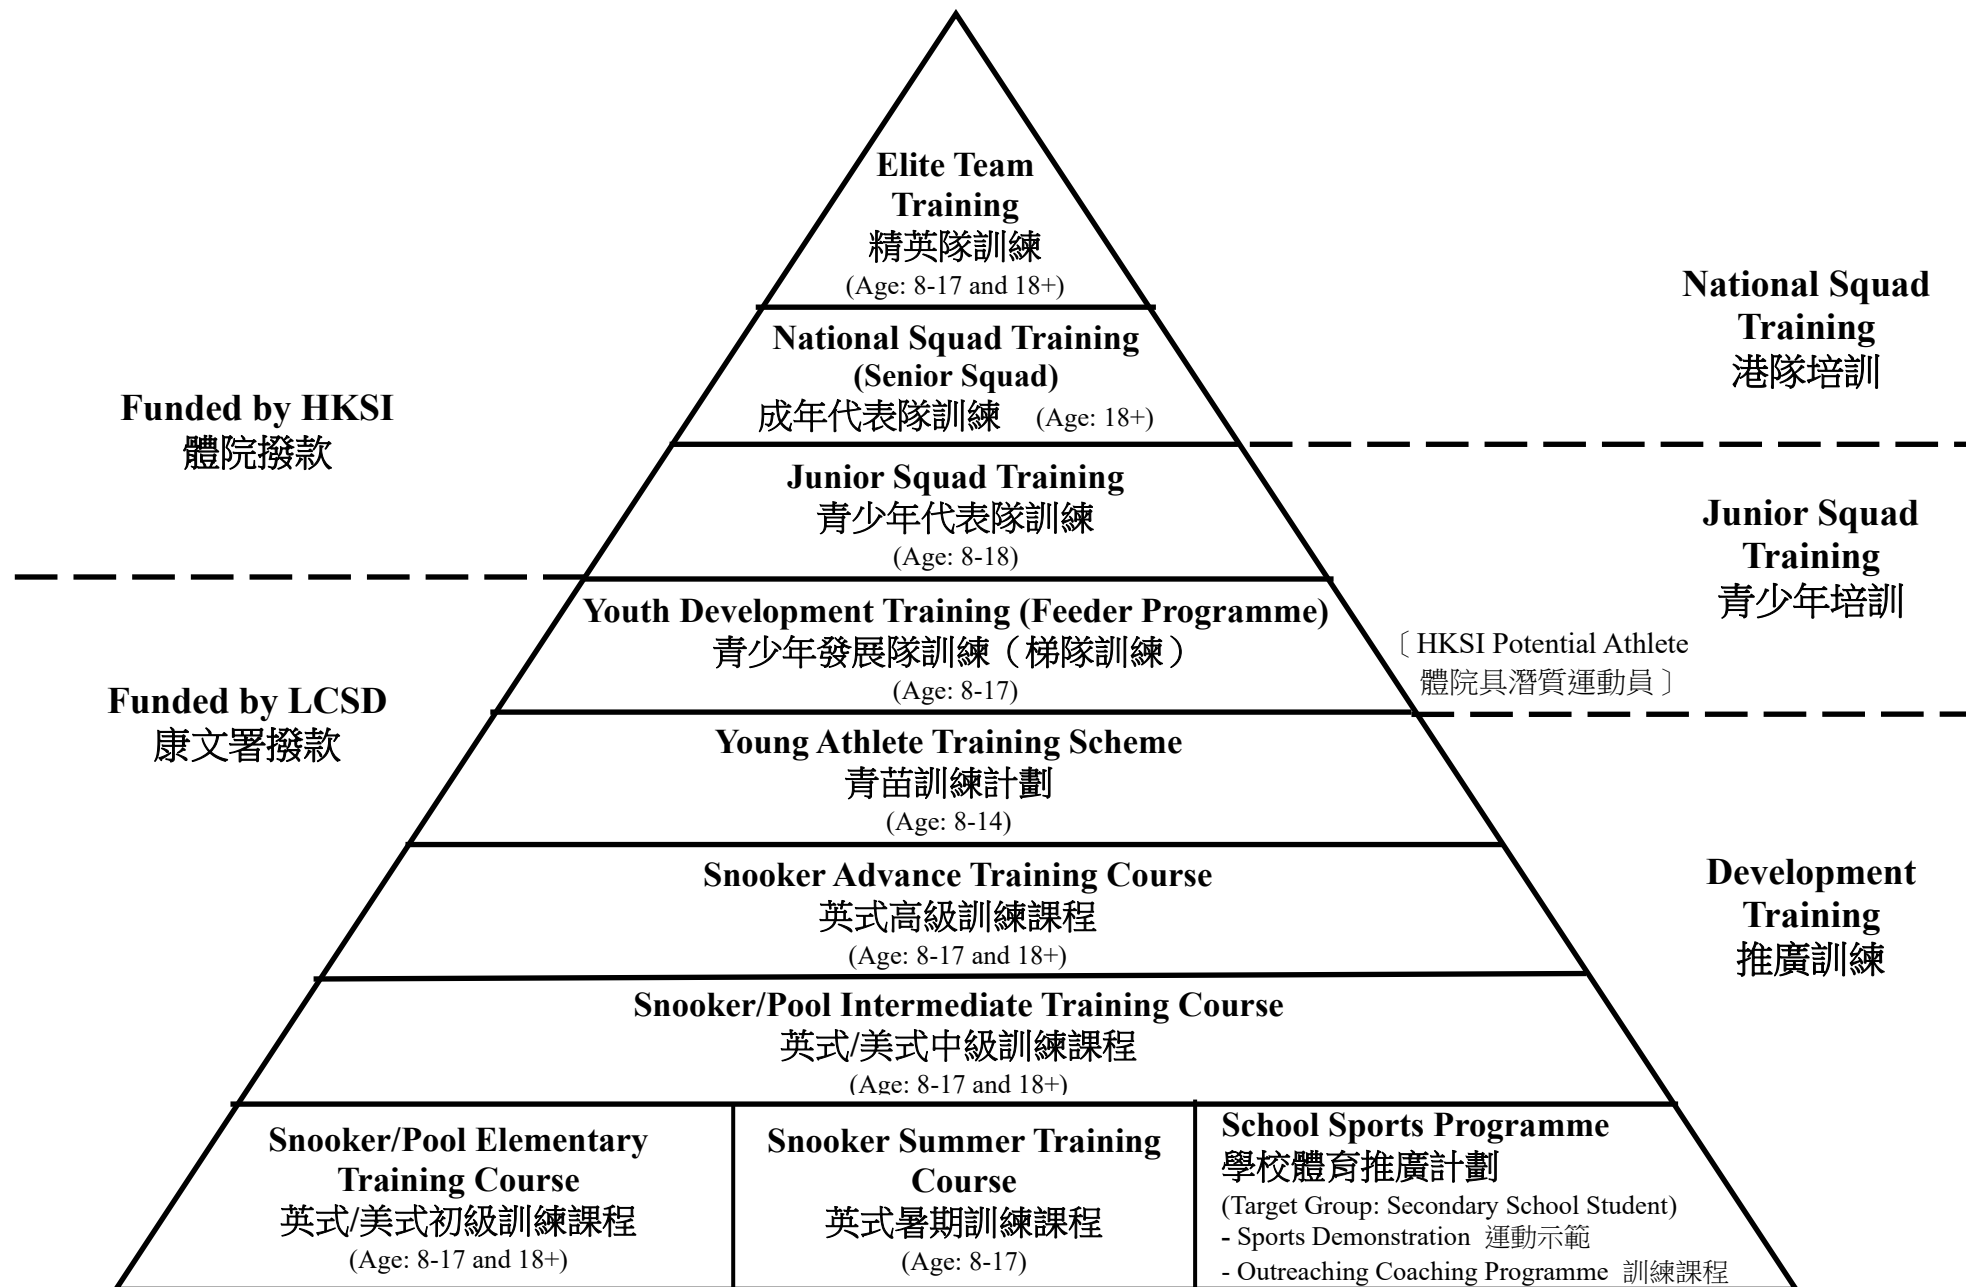 Elite Team
Training
精英隊訓練
(Age: 8-17 and 18+)
National Squad Training
(Senior Squad)
成年代表隊訓練 (Age: 18+)
Junior Squad Training
青少年代表隊訓練
(Age: 8-18)
Youth Development Training (Feeder Programme)
青少年發展隊訓練（梯隊訓練）
(Age: 8-17)
Young Athlete Training Scheme
青苗訓練計劃
(Age: 8-14)
Snooker Advance Training Course
英式高級訓練課程
(Age: 8-17 and 18+)
Snooker/Pool Intermediate Training Course
英式/美式中級訓練課程
(Age: 8-17 and 18+)
Snooker/Pool Elementary
Training Course
英式/美式初級訓練課程
(Age: 8-17 and 18+)
Snooker Summer Training
Course
英式暑期訓練課程
(Age: 8-17)
School Sports Programme
學校體育推廣計劃
(Target Group: Secondary School Student)
- Sports Demonstration 運動示範
- Outreaching Coaching Programme 訓練課程
Funded by HKSI
體院撥款
Funded by LCSD
康文署撥款
National Squad
Training
港隊培訓
Junior Squad
Training
青少年培訓
〔 HKSI Potential Athlete
體院具潛質運動員 〕
Development
Training
推廣訓練